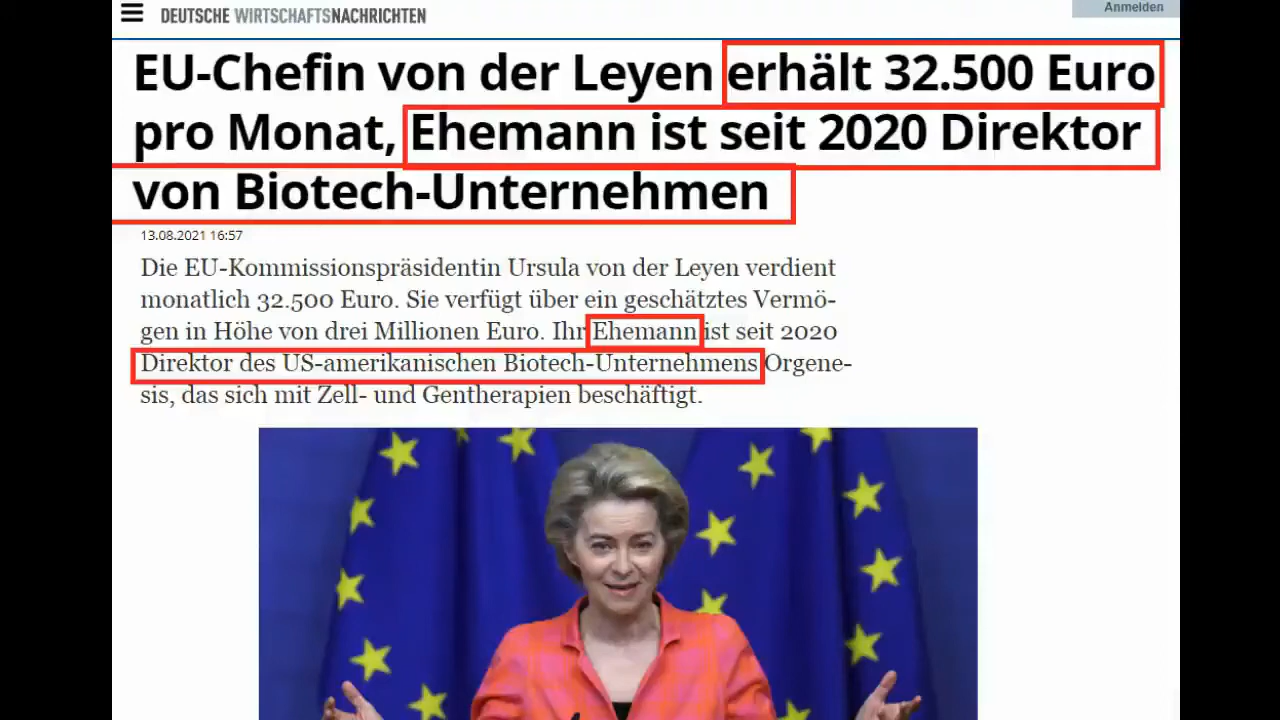 DEUTSCHE WIRTSCHAFTSNACHRICHTEN
Anmelden
EU-Chefin von der Leyen erhält 32.500 Euro
pro Monat, Ehemann ist seit 2020 Direktor
von Biotech-Unternehmen
13.08.2021 16:57
Die EU-Kommissionspräsidentin Ursula von der Leyen verdient
monatlich 32.500 Euro. Sie verfügt über ein geschätztes Vermö-
gen in Höhe von drei Millionen Euro. Ihr Ehemann ist seit 2020
Direktor des US-amerikanischen Biotech-Unternehmens Orgene-
sis, das sich mit Zell- und Gentherapien beschäftigt.